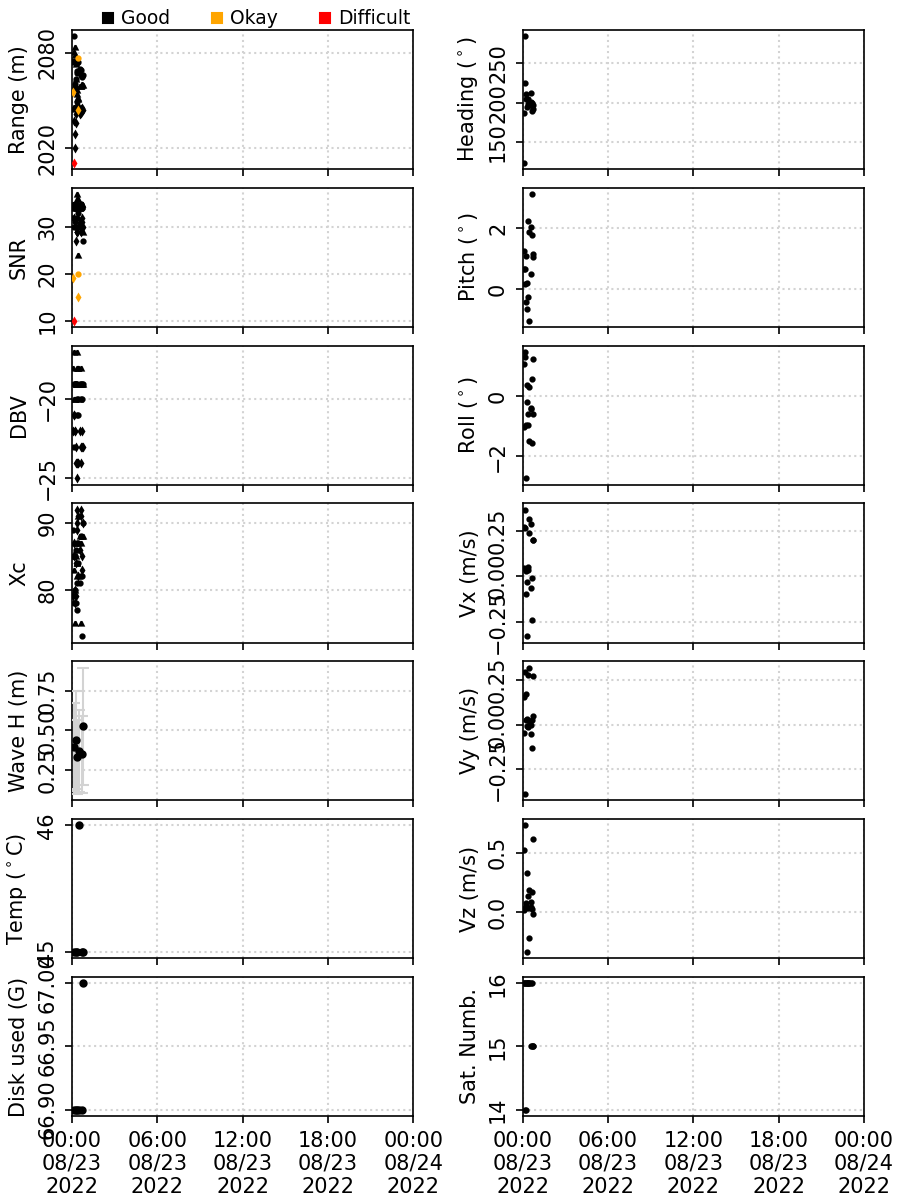 Good Okay Difficult
Range (m)
2080
2020
Heading (°)
250
200
150
SNR
30
20
10
Pitch (°)
2
0
DBV
−20
−25
Roll (°)
0
−2
Xc
90
80
Vx (m/s)
0.25
0.00
−0.25
Wave H (m)
0.75
0.50
0.25
Vy (m/s)
0.25
0.00
−0.25
Temp (°C)
46
45
Vz (m/s)
0.5
0.0
Disk used (G)
67.00
66.95
66.90
Sat. Numb.
16
15
14
00:00 06:00 12:00 18:00 00:00
08/23 08/23 08/23 08/23 08/24
2022 2022 2022 2022 2022
00:00 06:00 12:00 18:00 00:00
08/23 08/23 08/23 08/23 08/24
2022 2022 2022 2022 2022